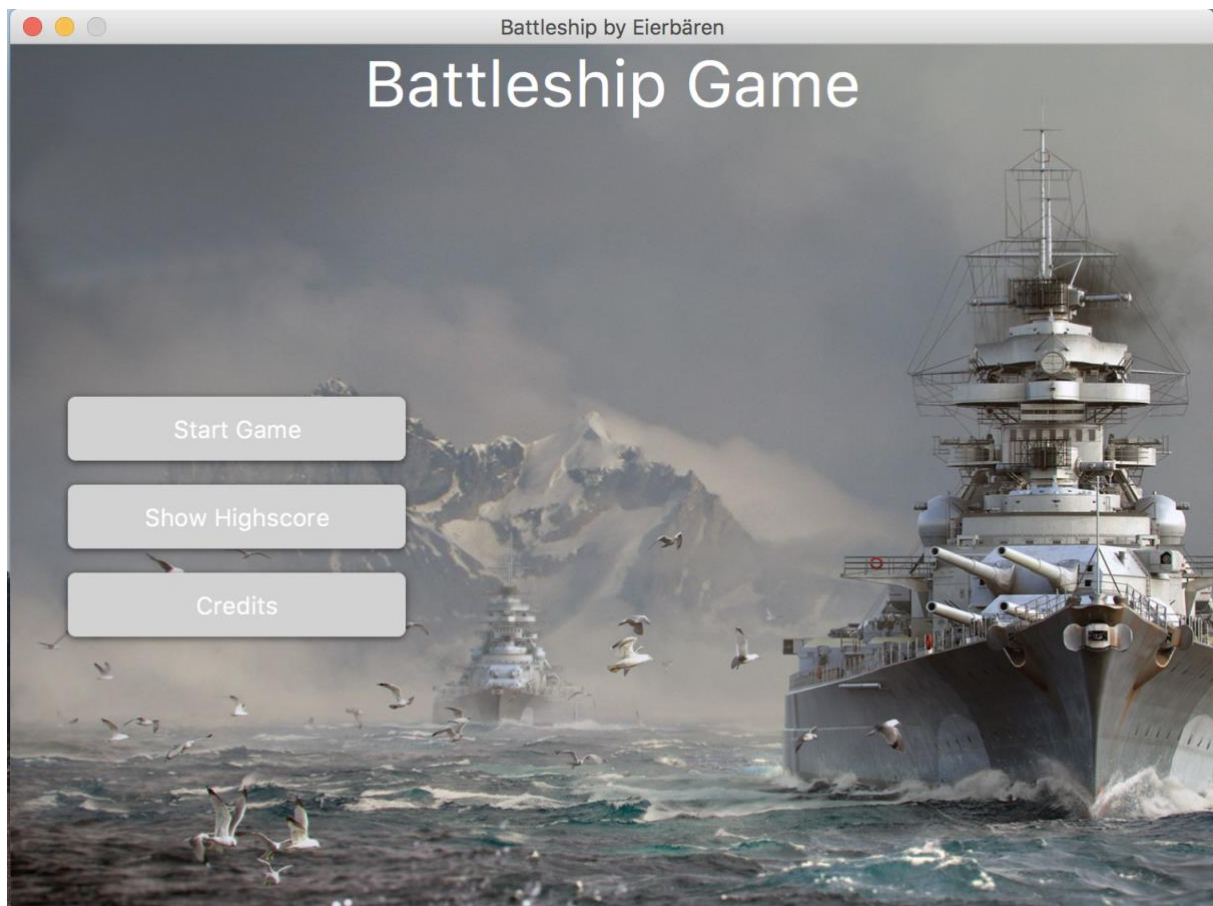 Battleship by Eierbären
Battleship Game
Start Game
Show Highscore
Credits